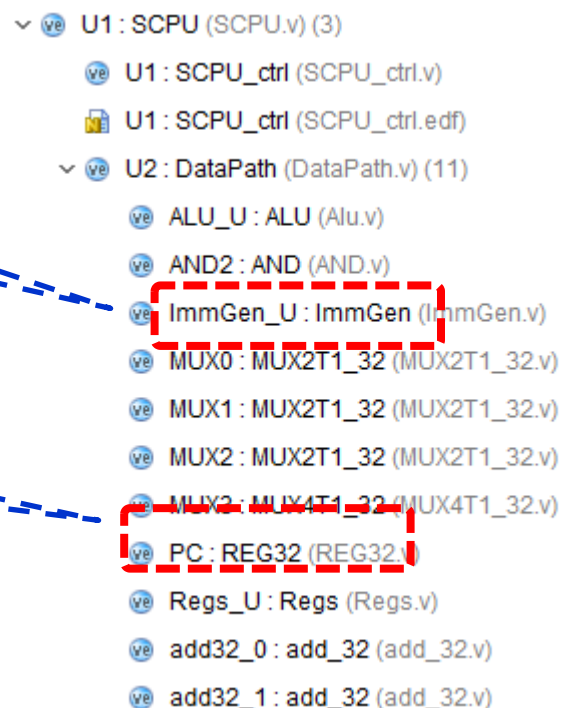 U1 : SCPU (SCPU.v) (3)
U1 : SCPU_ctrl (SCPU_ctrl.v)
U1 : SCPU_ctrl (SCPU_ctrl.edf)
U2 : DataPath (DataPath.v) (11)
ALU_U : ALU (Alu.v)
AND2 : AND (AND.v)
ImmGen_U : ImmGen (ImmGen.v)
MUX0 : MUX2T1_32 (MUX2T1_32.v)
MUX1 : MUX2T1_32 (MUX2T1_32.v)
MUX2 : MUX2T1_32 (MUX2T1_32.v)
MUX3 : MUX4T1_32 (MUX4T1_32.v)
PC : REG32 (REG32.v)
Regs_U : Regs (Regs.v)
add32_0 : add_32 (add_32.v)
add32_1 : add_32 (add_32.v)